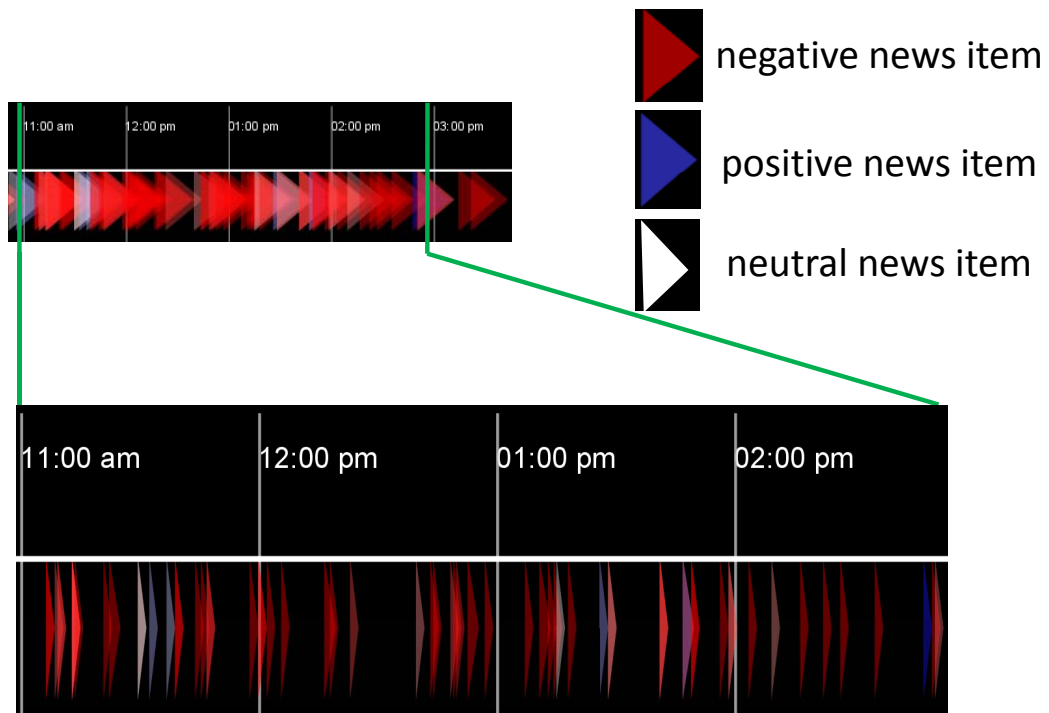 negative news item
11:00 am 12:00 pm 01:00 pm 02:00 pm 03:00 pm
positive news item
neutral news item
11:00 am 12:00 pm 01:00 pm 02:00 pm